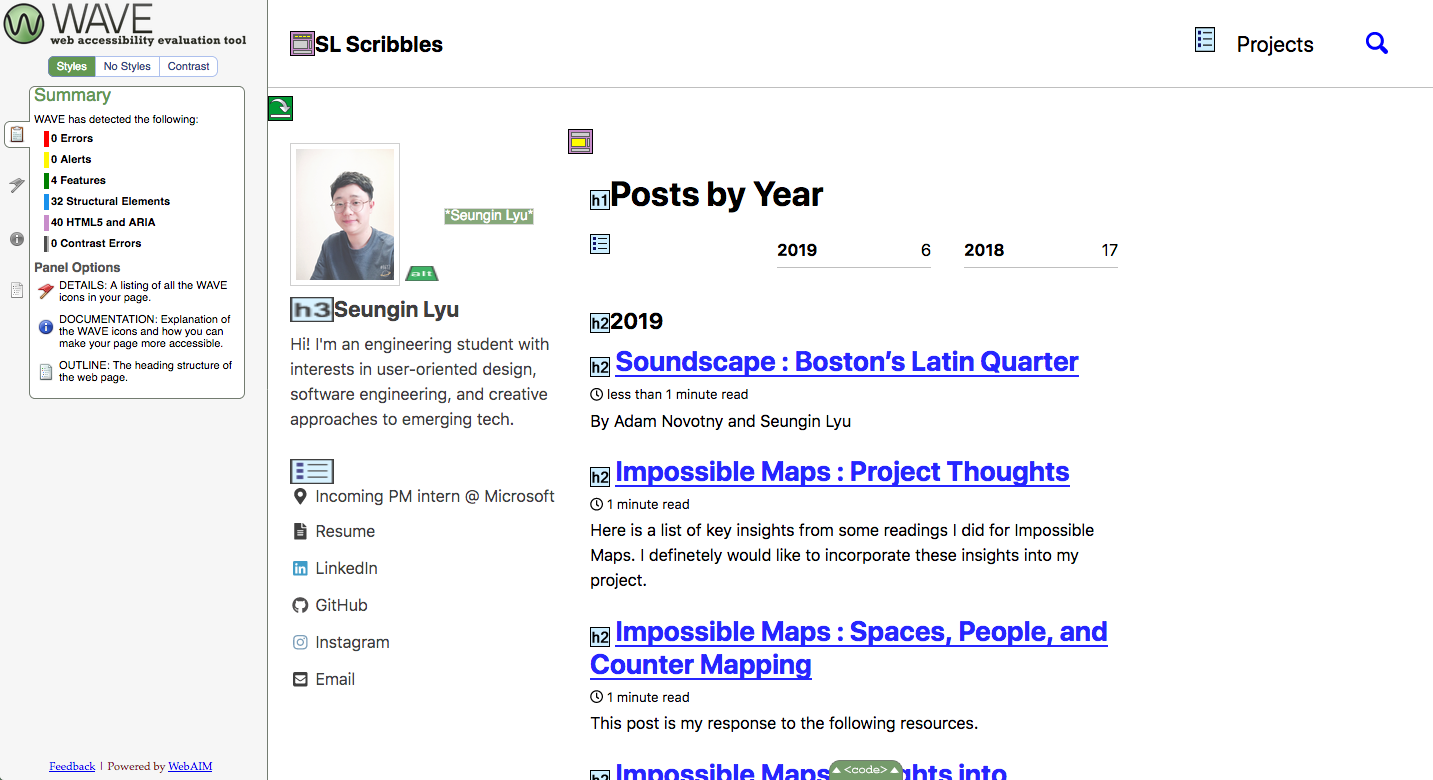 WAVE
web accessibility evaluation tool
Styles No Styles Contrast
Summary
WAVE has detected the following:
0 Errors
0 Alerts
4 Features
32 Structural Elements
40 HTML5 and ARIA
0 Contrast Errors
Panel Options
DETAILS: A listing of all the WAVE
icons in your page.
DOCUMENTATION: Explanation of
the WAVE icons and how you can
make your page more accessible.
OUTLINE: The heading structure of
the web page.
Feedback | Powered by WebAIM
SL Scribbles
Projects
*Seungin Lyu*
alt
h3 Seungin Lyu
Hi! I'm an engineering student with
interests in user-oriented design,
software engineering, and creative
approaches to emerging tech.
Incoming PM intern @ Microsoft
Resume
LinkedIn
GitHub
Instagram
Email
h1 Posts by Year
2019 6 2018 17
h2 2019
h2 Soundscape : Boston’s Latin Quarter
less than 1 minute read
By Adam Novotny and Seungin Lyu
h2 Impossible Maps : Project Thoughts
1 minute read
Here is a list of key insights from some readings I did for Impossible
Maps. I definetely would like to incorporate these insights into my
project.
h2 Impossible Maps : Spaces, People, and
Counter Mapping
1 minute read
This post is my response to the following resources.
h2 Impossible Maps ghts into
<code>